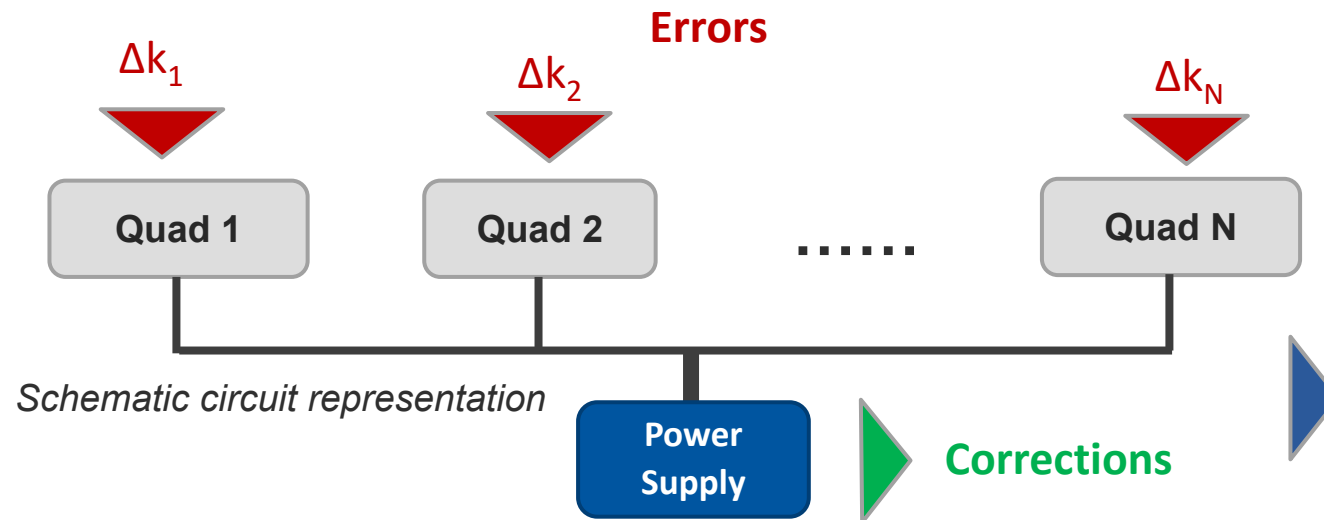 Errors
Δk1
Δk2
ΔkN
Quad 1
Quad 2
......
Quad N
Schematic circuit representation
Power
Supply
Corrections